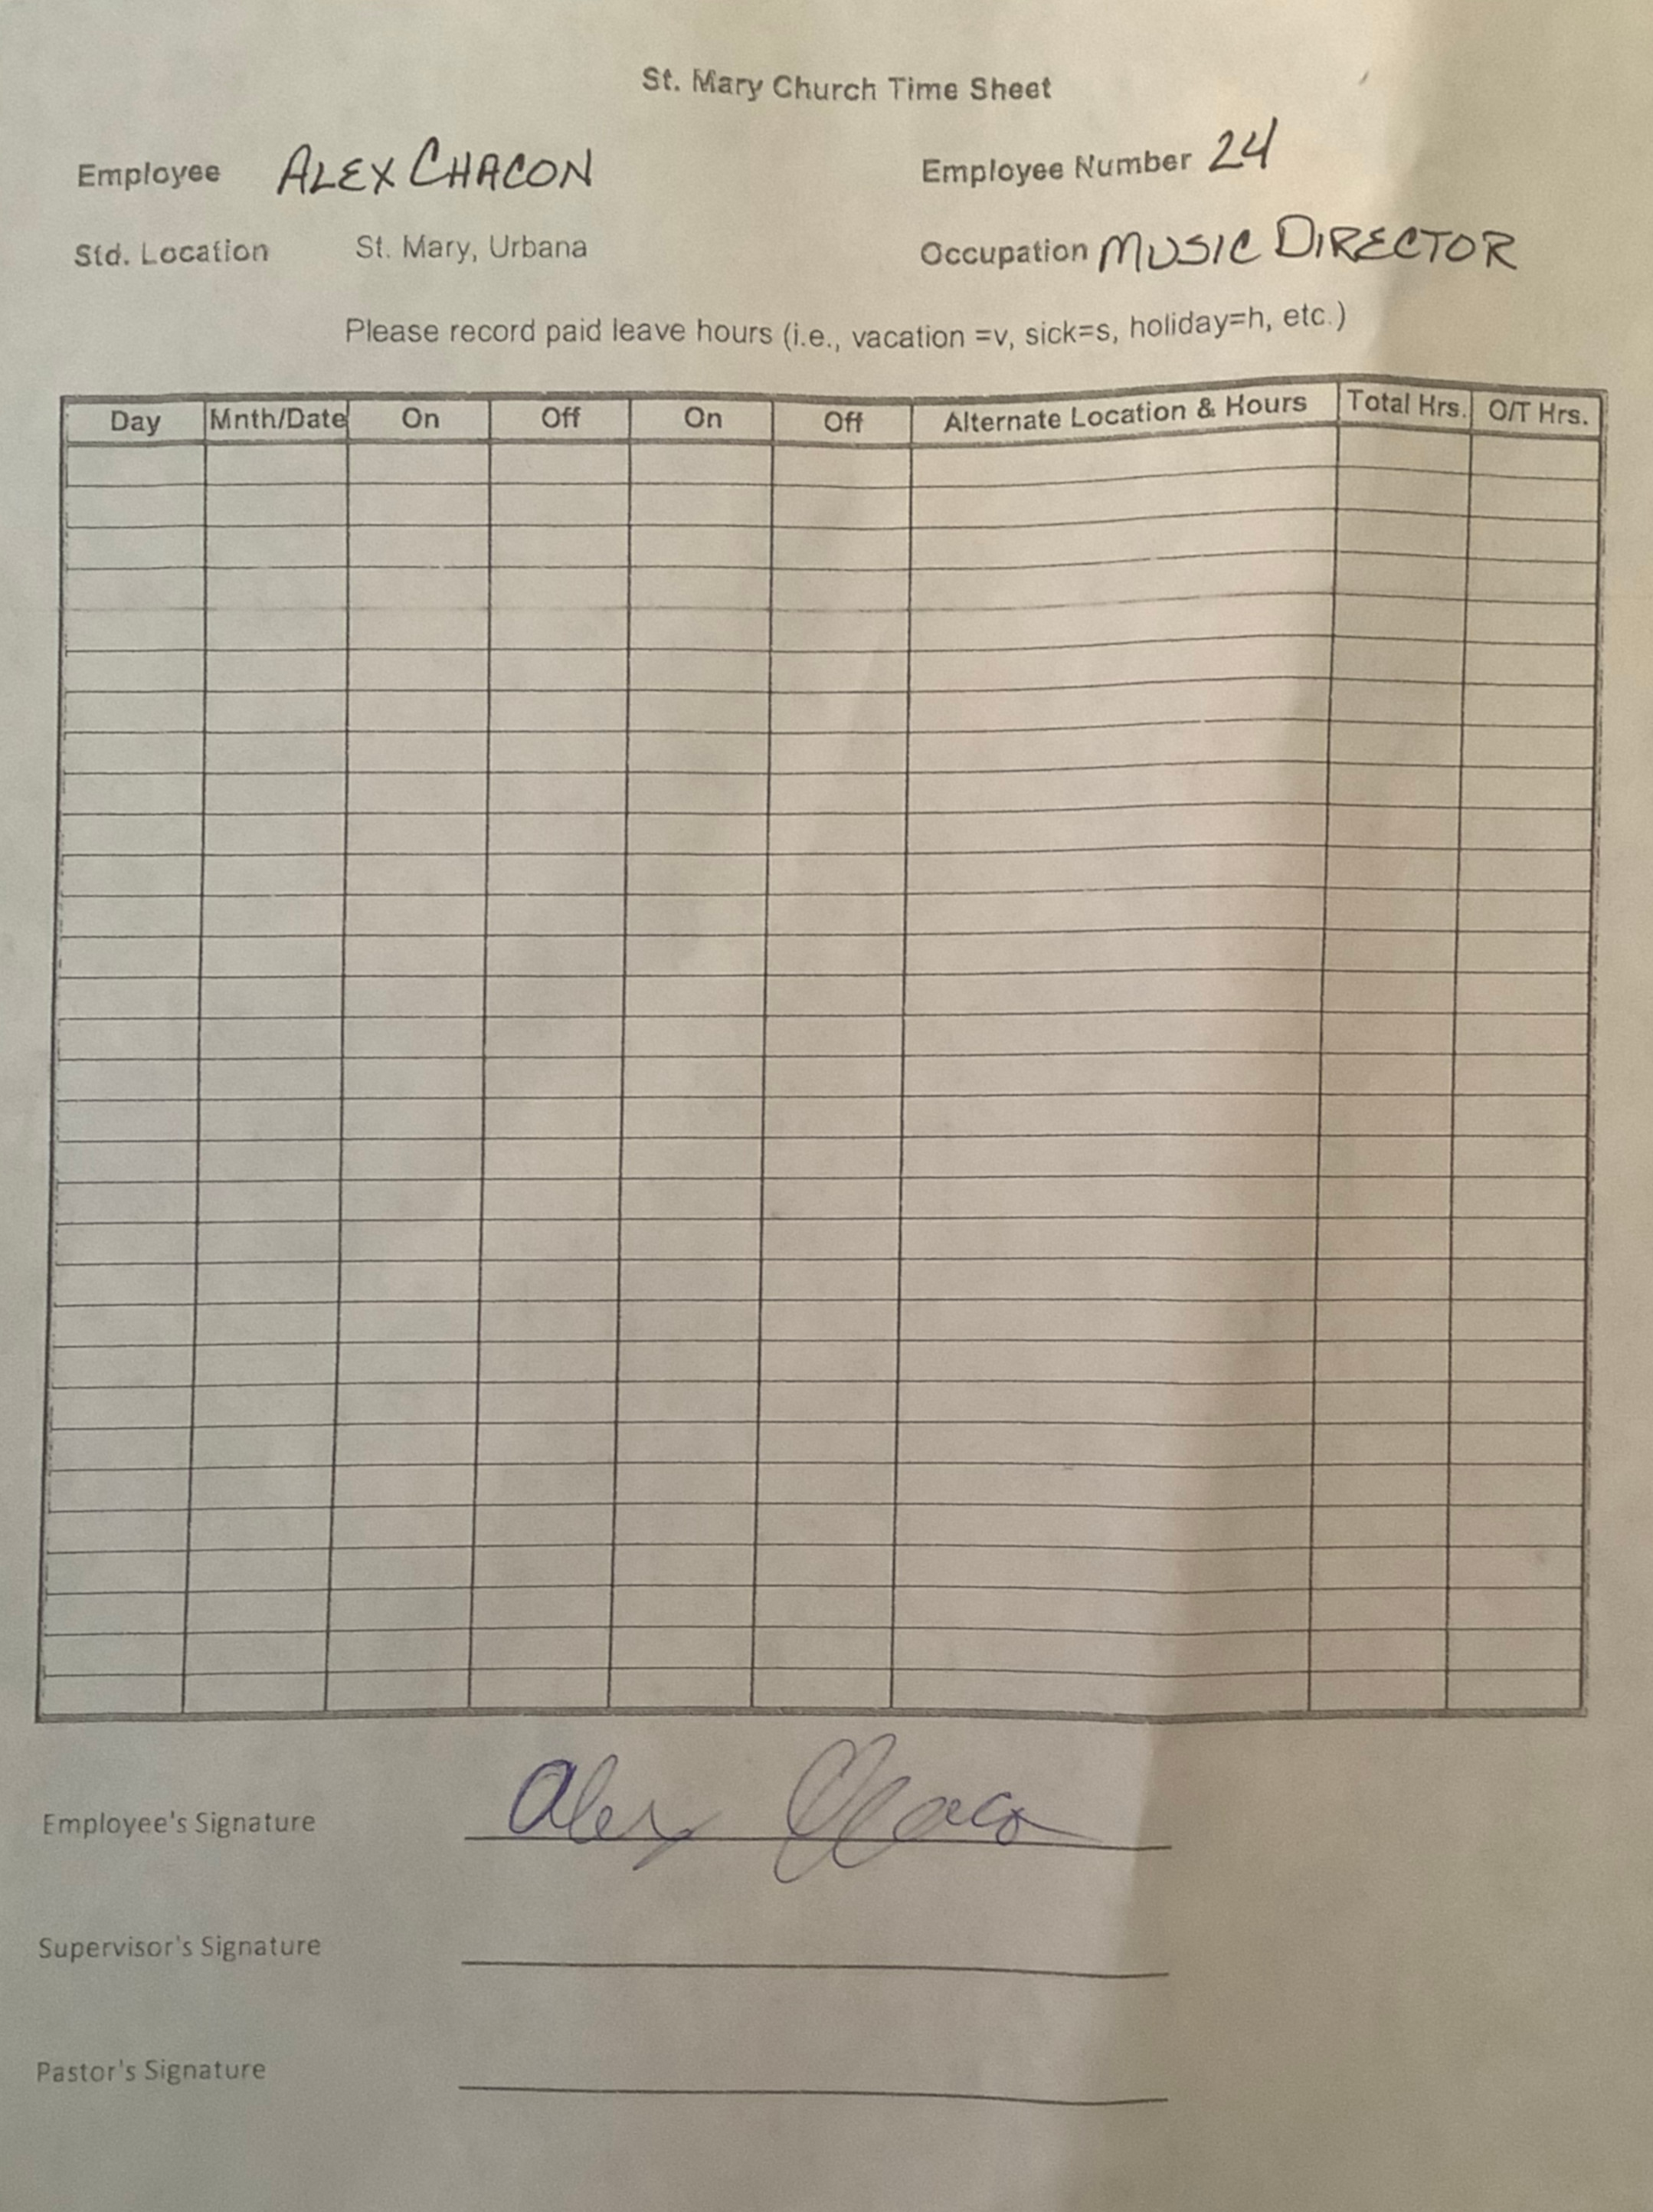 St. Mary Church Time Sheet
Employee ALEX CHACON Employee Number 24
Std. Location St. Mary, Urbana Occupation MUSIC DIRECTOR
Please record paid leave hours (i.e., vacation =v, sick=s, holiday=h, etc.)
Day Mnth/Date On Off On Off Alternate Location & Hours Total Hrs. O/T Hrs.
Employee's Signature Alex Chacon
Supervisor's Signature
Pastor's Signature